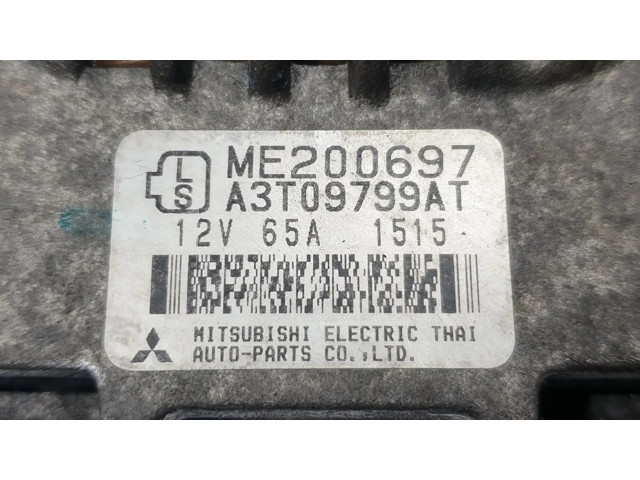 L
S
ME200697
A3T09799AT
12V 65A 1515
MITSUBISHI ELECTRIC THAI
AUTO-PARTS CO.,LTD.